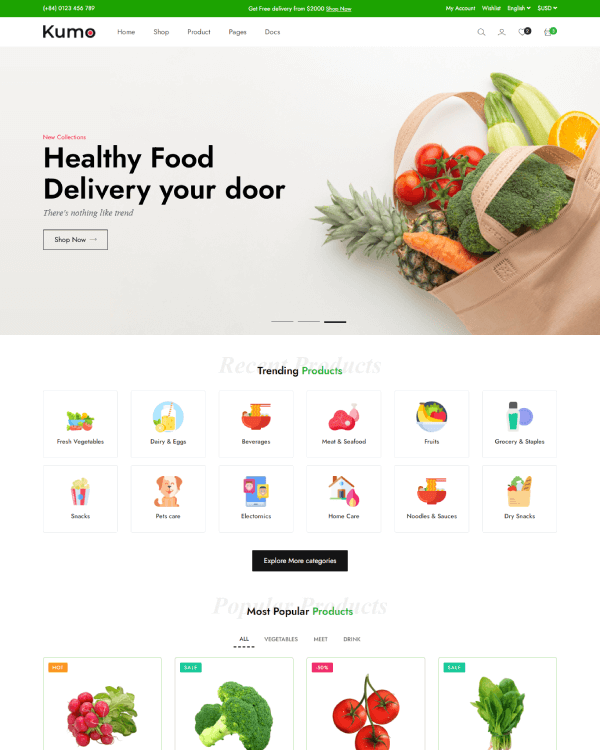 (+84) 0123 456 789
Get Free delivery from $2000 Shop Now
My Account Wishlist English $USD
Kumo
Home Shop Product Pages Docs
0
0
New Collections
Healthy Food
Delivery your door
There's nothing like trend
Shop Now →
Recent Products
Trending Products
Fresh Vegetables
Dairy & Eggs
Beverages
Meat & Seafood
Fruits
Grocery & Staples
Snacks
Pets care
Electornics
Home Care
Noodles & Sauces
Dry Snacks
Explore More categories
Popular Products
Most Popular Products
ALL VEGETABLES MEET DRINK
HOT
SALE
-50%
SALE